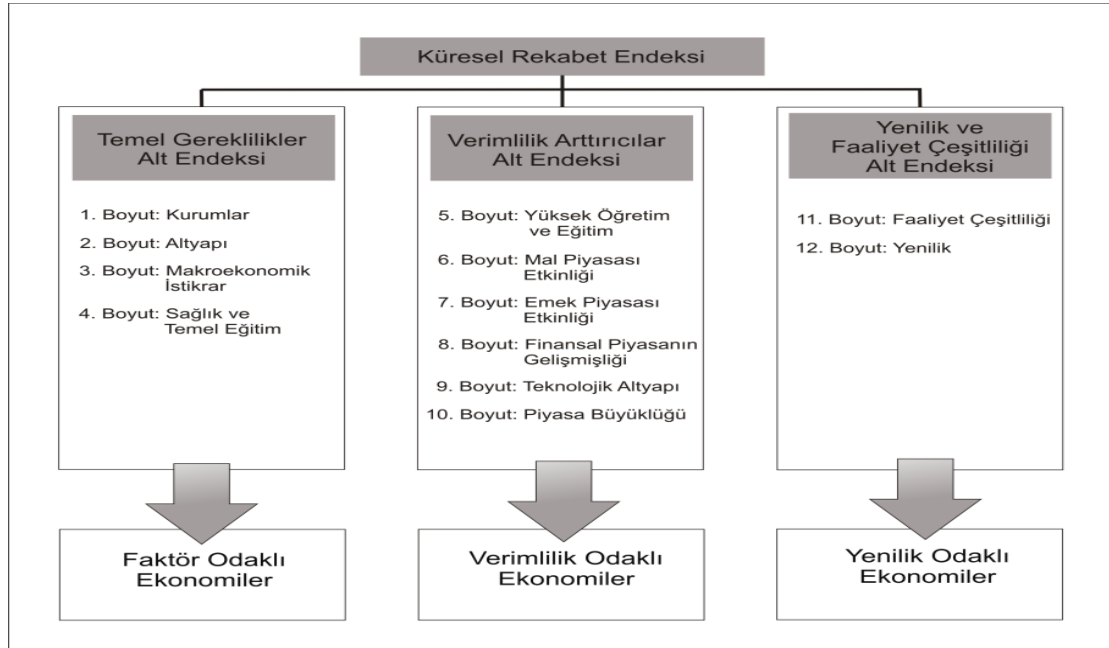 Küresel Rekabet Endeksi
Temel Gereklilikler
Alt Endeksi
1. Boyut: Kurumlar
2. Boyut: Altyapı
3. Boyut: Makroekonomik
İstikrar
4. Boyut: Sağlık ve
Temel Eğitim
Faktör Odaklı
Ekonomiler
Verimlilik Arttırıcılar
Alt Endeksi
5. Boyut: Yüksek Öğretim
ve Eğitim
6. Boyut: Mal Piyasası
Etkinliği
7. Boyut: Emek Piyasası
Etkinliği
8. Boyut: Finansal Piyasanın
Gelişmişliği
9. Boyut: Teknolojik Altyapı
10. Boyut: Piyasa Büyüklüğü
Verimlilik Odaklı
Ekonomiler
Yenilik ve
Faaliyet Çeşitliliği
Alt Endeksi
11. Boyut: Faaliyet Çeşitliliği
12. Boyut: Yenilik
Yenilik Odaklı
Ekonomiler